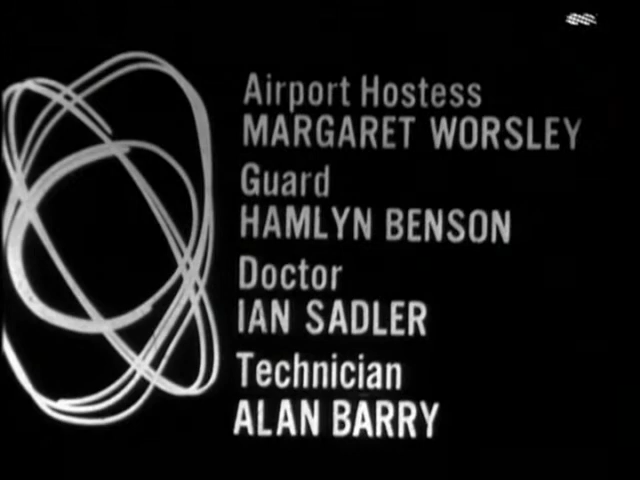 Airport Hostess
MARGARET WORSLEY
Guard
HAMLYN BENSON
Doctor
IAN SADLER
Technician
ALAN BARRY